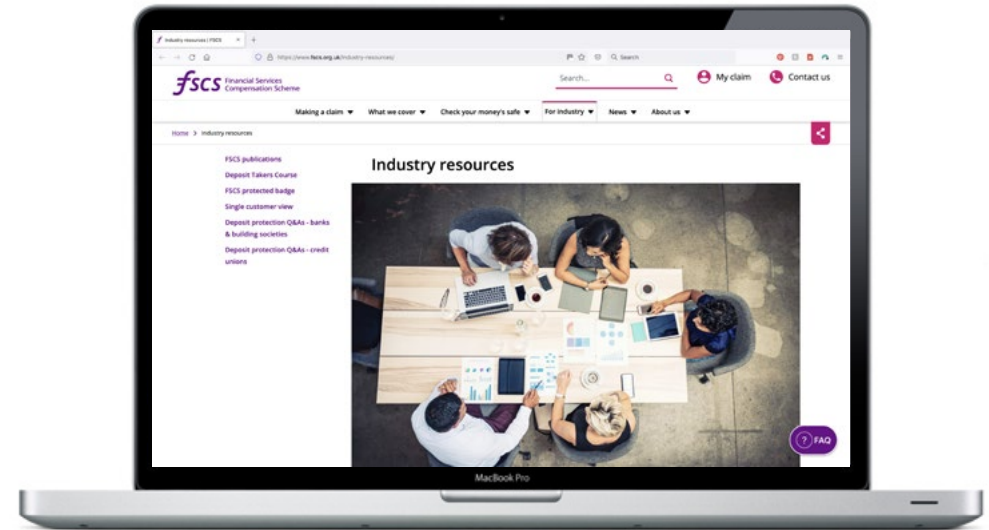 Industry resources | FSCS
https://www.fscs.org.uk/industry-resources/
Search
fscs Financial Services
Compensation Scheme
Search...
My claim
Contact us
Making a claim
What we cover
Check your money's safe
For industry
News
About us
Home > Industry resources
FSCS publications
Deposit Takers Course
FSCS protected badge
Single customer view
Deposit protection Q&As - banks
& building societies
Deposit protection Q&As - credit
unions
Industry resources
? FAQ
MacBook Pro